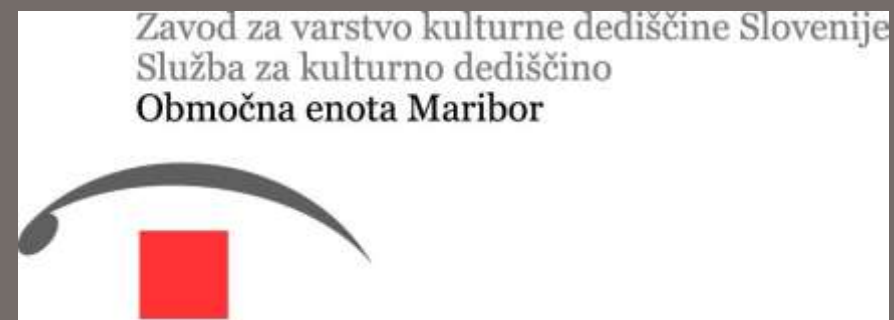 Zavod za varstvo kulturne dediščine Slovenije
Služba za kulturno dediščino
Območna enota Maribor